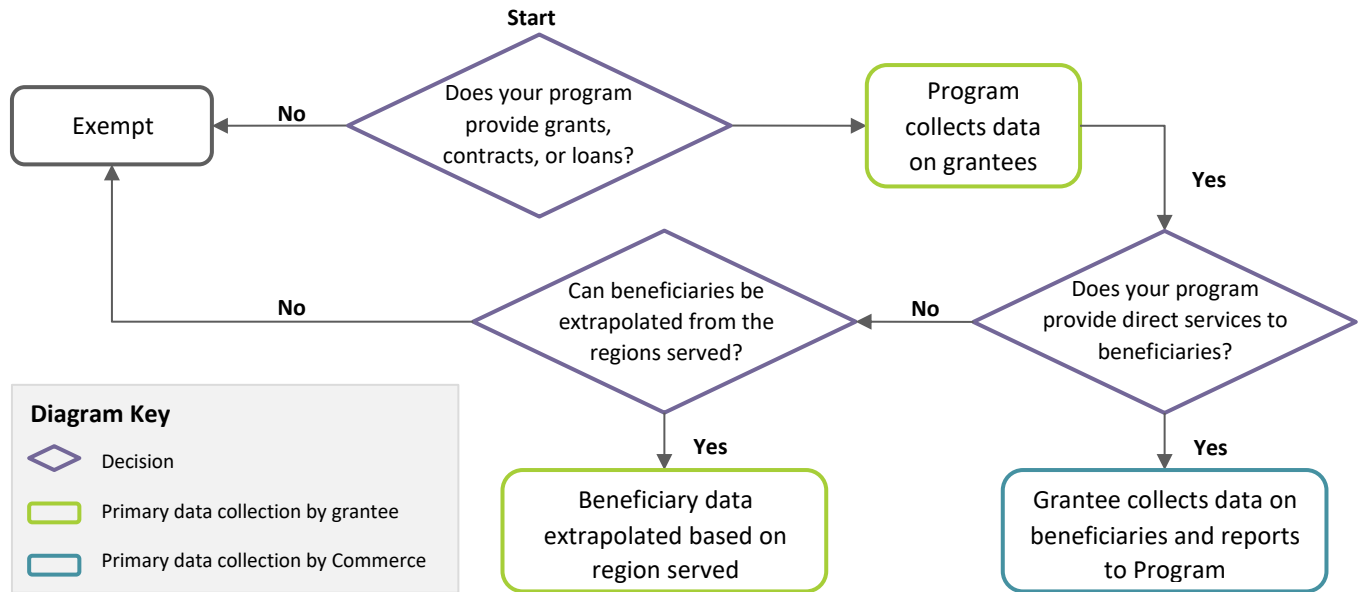 Start
Does your program
provide grants,
contracts, or loans?
No
Exempt
Program
collects data
on grantees
Yes
Does your program
provide direct services to
beneficiaries?
No
Can beneficiaries be
extrapolated from the
regions served?
No
Yes
Beneficiary data
extrapolated based on
region served
Yes
Grantee collects data on
beneficiaries and reports
to Program
Diagram Key
Decision
Primary data collection by grantee
Primary data collection by Commerce